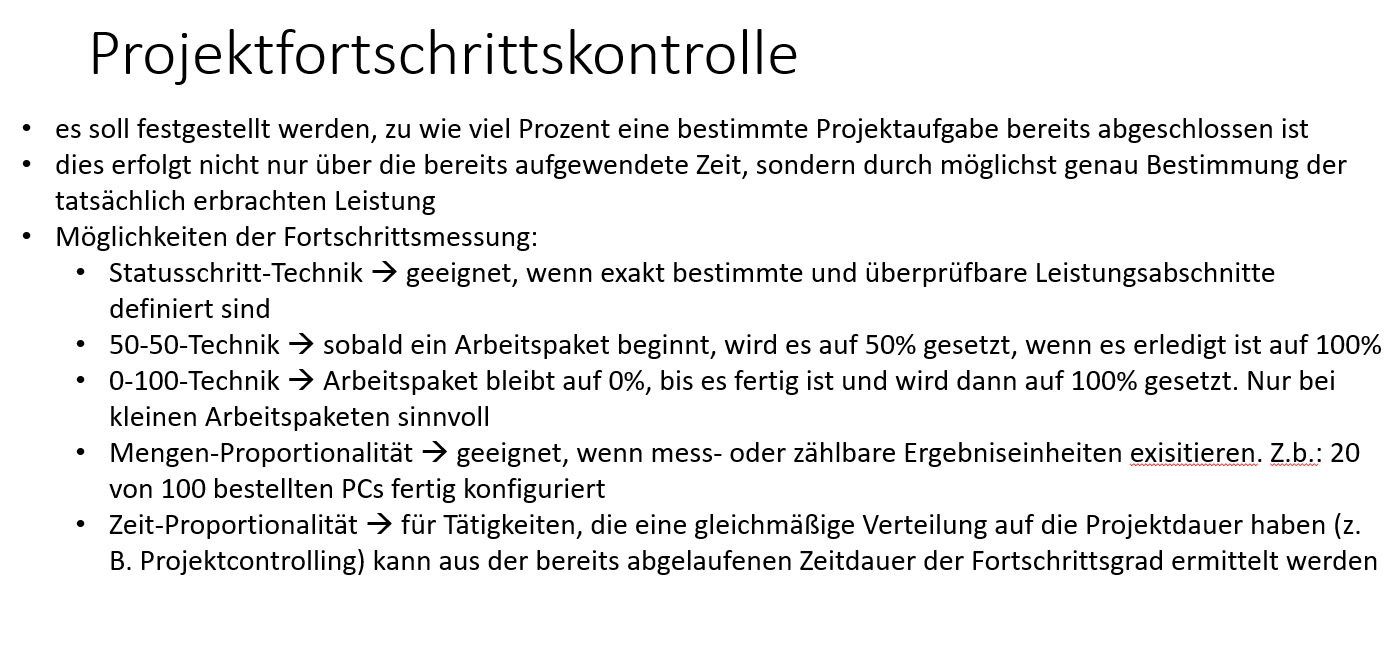 Projektfortschrittskontrolle
• es soll festgestellt werden, zu wie viel Prozent eine bestimmte Projektaufgabe bereits abgeschlossen ist
• dies erfolgt nicht nur über die bereits aufgewendete Zeit, sondern durch möglichst genau Bestimmung der
tatsächlich erbrachten Leistung
• Möglichkeiten der Fortschrittsmessung:
• Statusschritt-Technik → geeignet, wenn exakt bestimmte und überprüfbare Leistungsabschnitte
definiert sind
• 50-50-Technik → sobald ein Arbeitspaket beginnt, wird es auf 50% gesetzt, wenn es erledigt ist auf 100%
• 0-100-Technik → Arbeitspaket bleibt auf 0%, bis es fertig ist und wird dann auf 100% gesetzt. Nur bei
kleinen Arbeitspaketen sinnvoll
• Mengen-Proportionalität → geeignet, wenn mess- oder zählbare Ergebniseinheiten exisitieren. Z.b.: 20
von 100 bestellten PCs fertig konfiguriert
• Zeit-Proportionalität → für Tätigkeiten, die eine gleichmäßige Verteilung auf die Projektdauer haben (z.
B. Projektcontrolling) kann aus der bereits abgelaufenen Zeitdauer der Fortschrittsgrad ermittelt werden